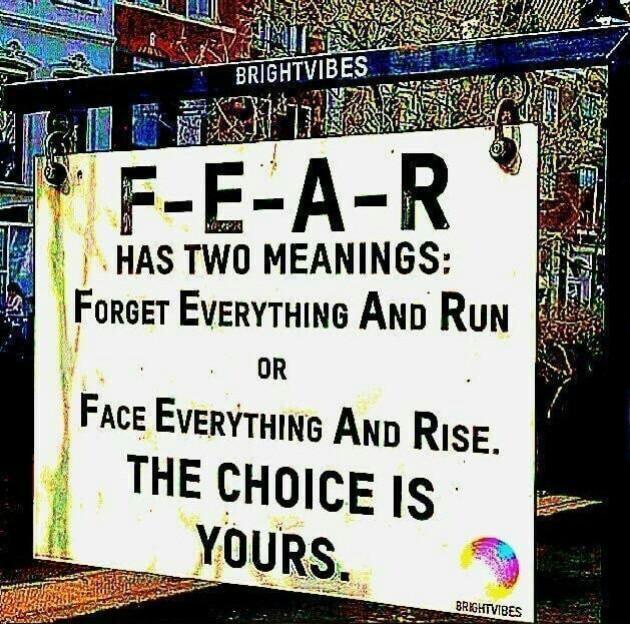 BRIGHTVIBES
F-E-A-R
HAS TWO MEANINGS:
FORGET EVERYTHING AND RUN
OR
FACE EVERYTHING AND RISE.
THE CHOICE IS
YOURS.
BRIGHTVIBES